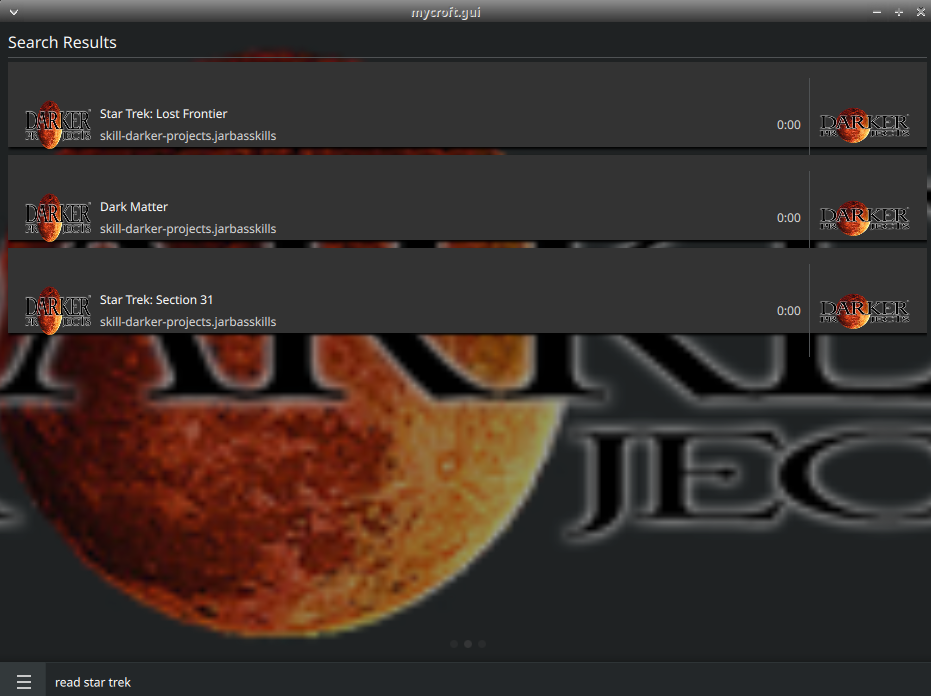 mycroft.gui
Search Results
DARKER
PROJECTS
Star Trek: Lost Frontier
skill-darker-projects.jarbasskills
0:00
DARKER
PROJECTS
DARKER
PROJECTS
Dark Matter
skill-darker-projects.jarbasskills
0:00
DARKER
PROJECTS
DARKER
PROJECTS
Star Trek: Section 31
skill-darker-projects.jarbasskills
0:00
DARKER
PROJECTS
JEC
read star trek